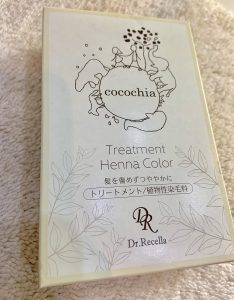 cocochia
Treatment
Henna Color
髪を傷めずつややかに
トリートメント/植物性染毛料
DR
Dr.Recella